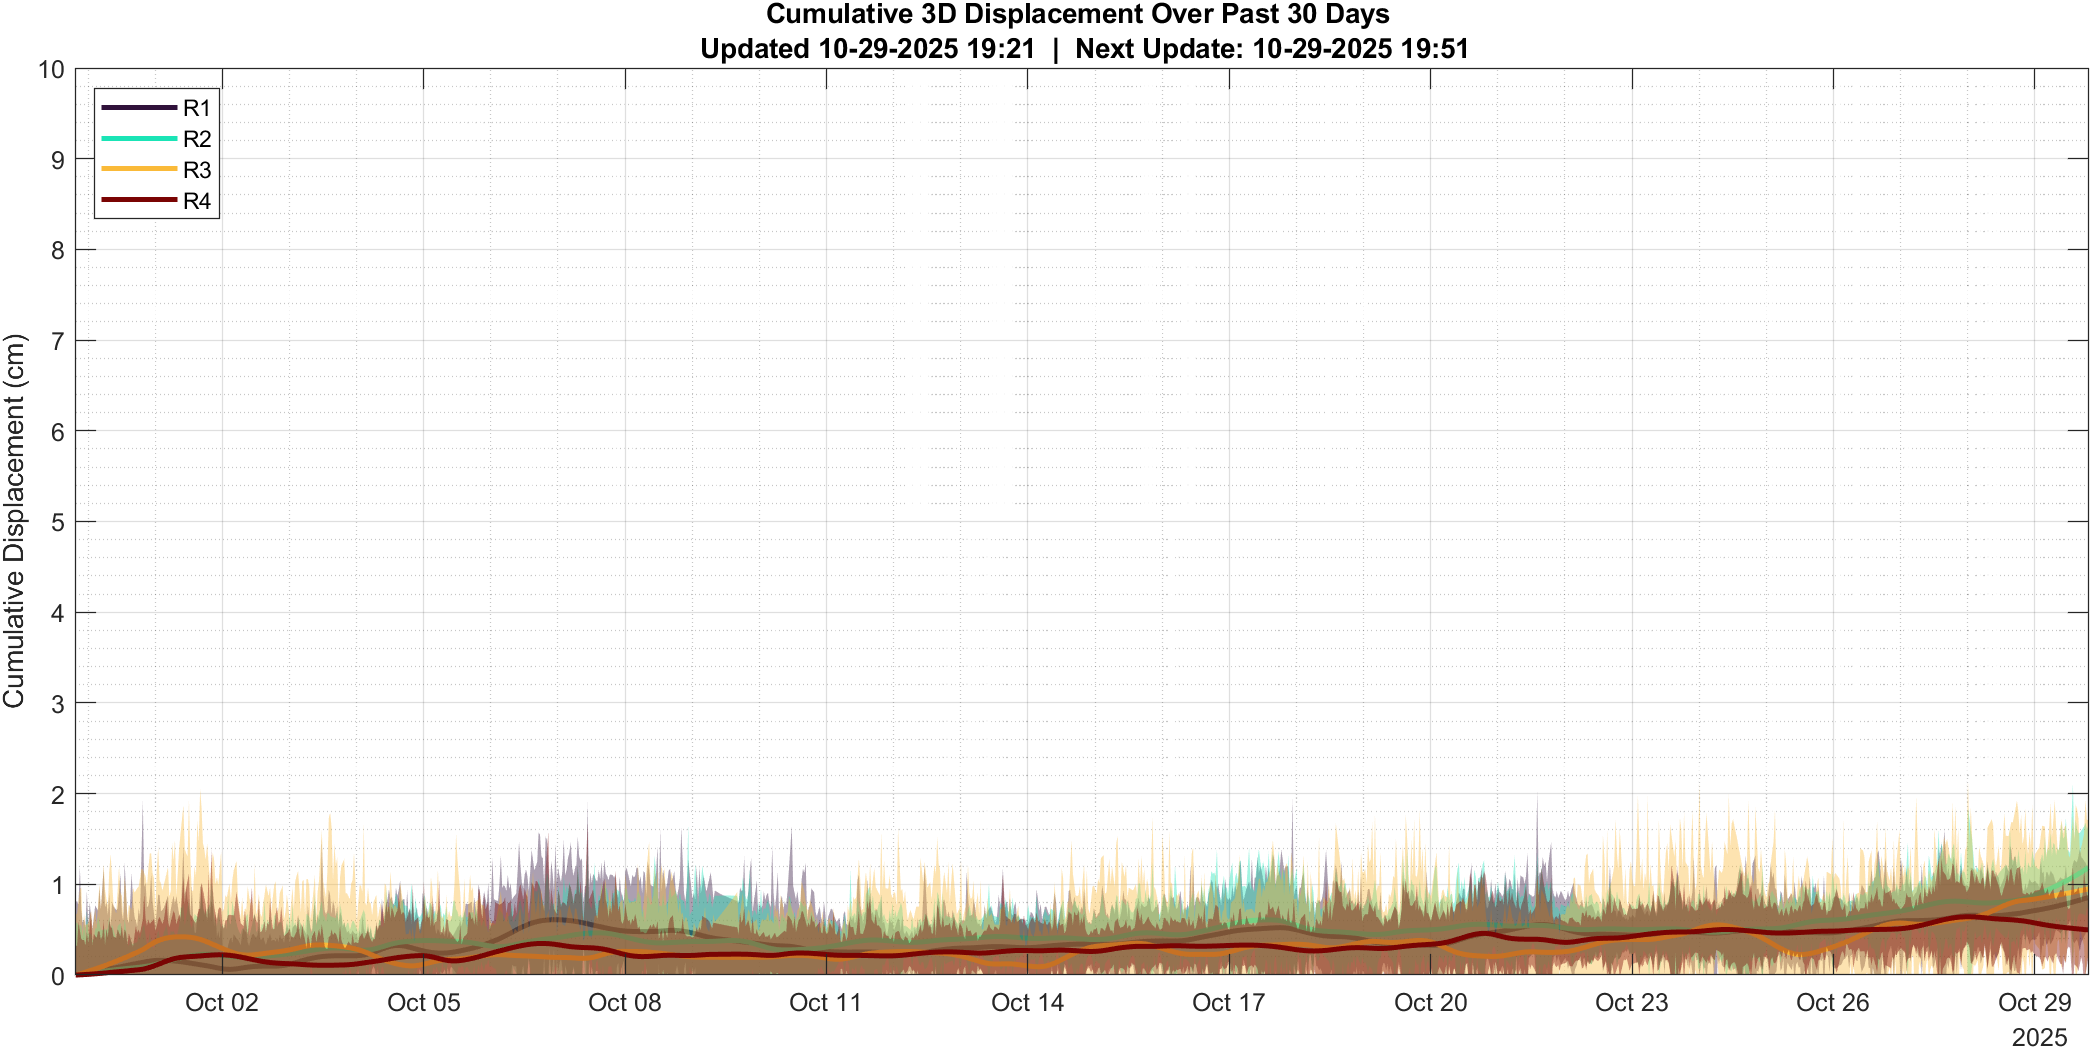 Cumulative 3D Displacement Over Past 30 Days
Updated 10-29-2025 19:21 | Next Update: 10-29-2025 19:51
Cumulative Displacement (cm)
10
9
8
7
6
5
4
3
2
1
0
R1
R2
R3
R4
Oct 02
Oct 05
Oct 08
Oct 11
Oct 14
Oct 17
Oct 20
Oct 23
Oct 26
Oct 29
2025